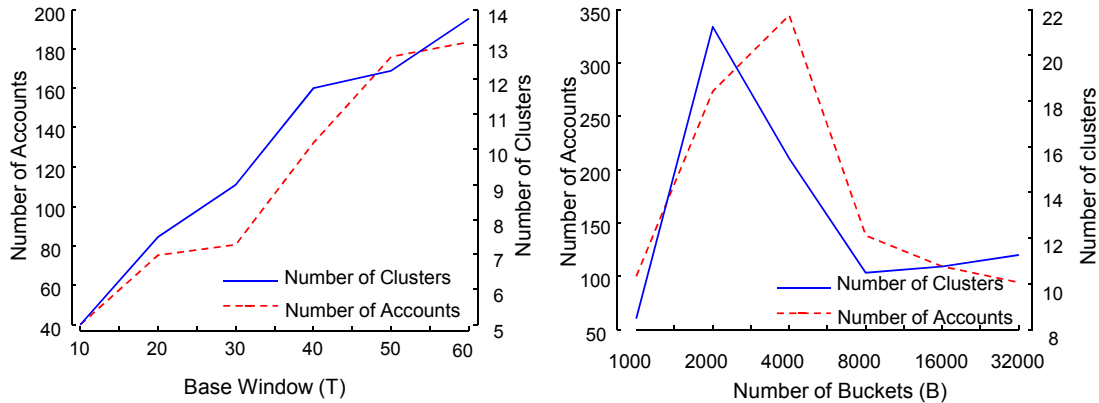 200
180
160
140
120
100
80
60
40
Number of Accounts
14
13
12
11
10
9
8
7
6
5
Number of Clusters
Number of Clusters
Number of Accounts
10 20 30 40 50 60
Base Window (T)
350
300
250
200
150
100
50
Number of Accounts
22
20
18
16
14
12
10
8
Number of clusters
Number of Clusters
Number of Accounts
1000 2000 4000 8000 16000 32000
Number of Buckets (B)